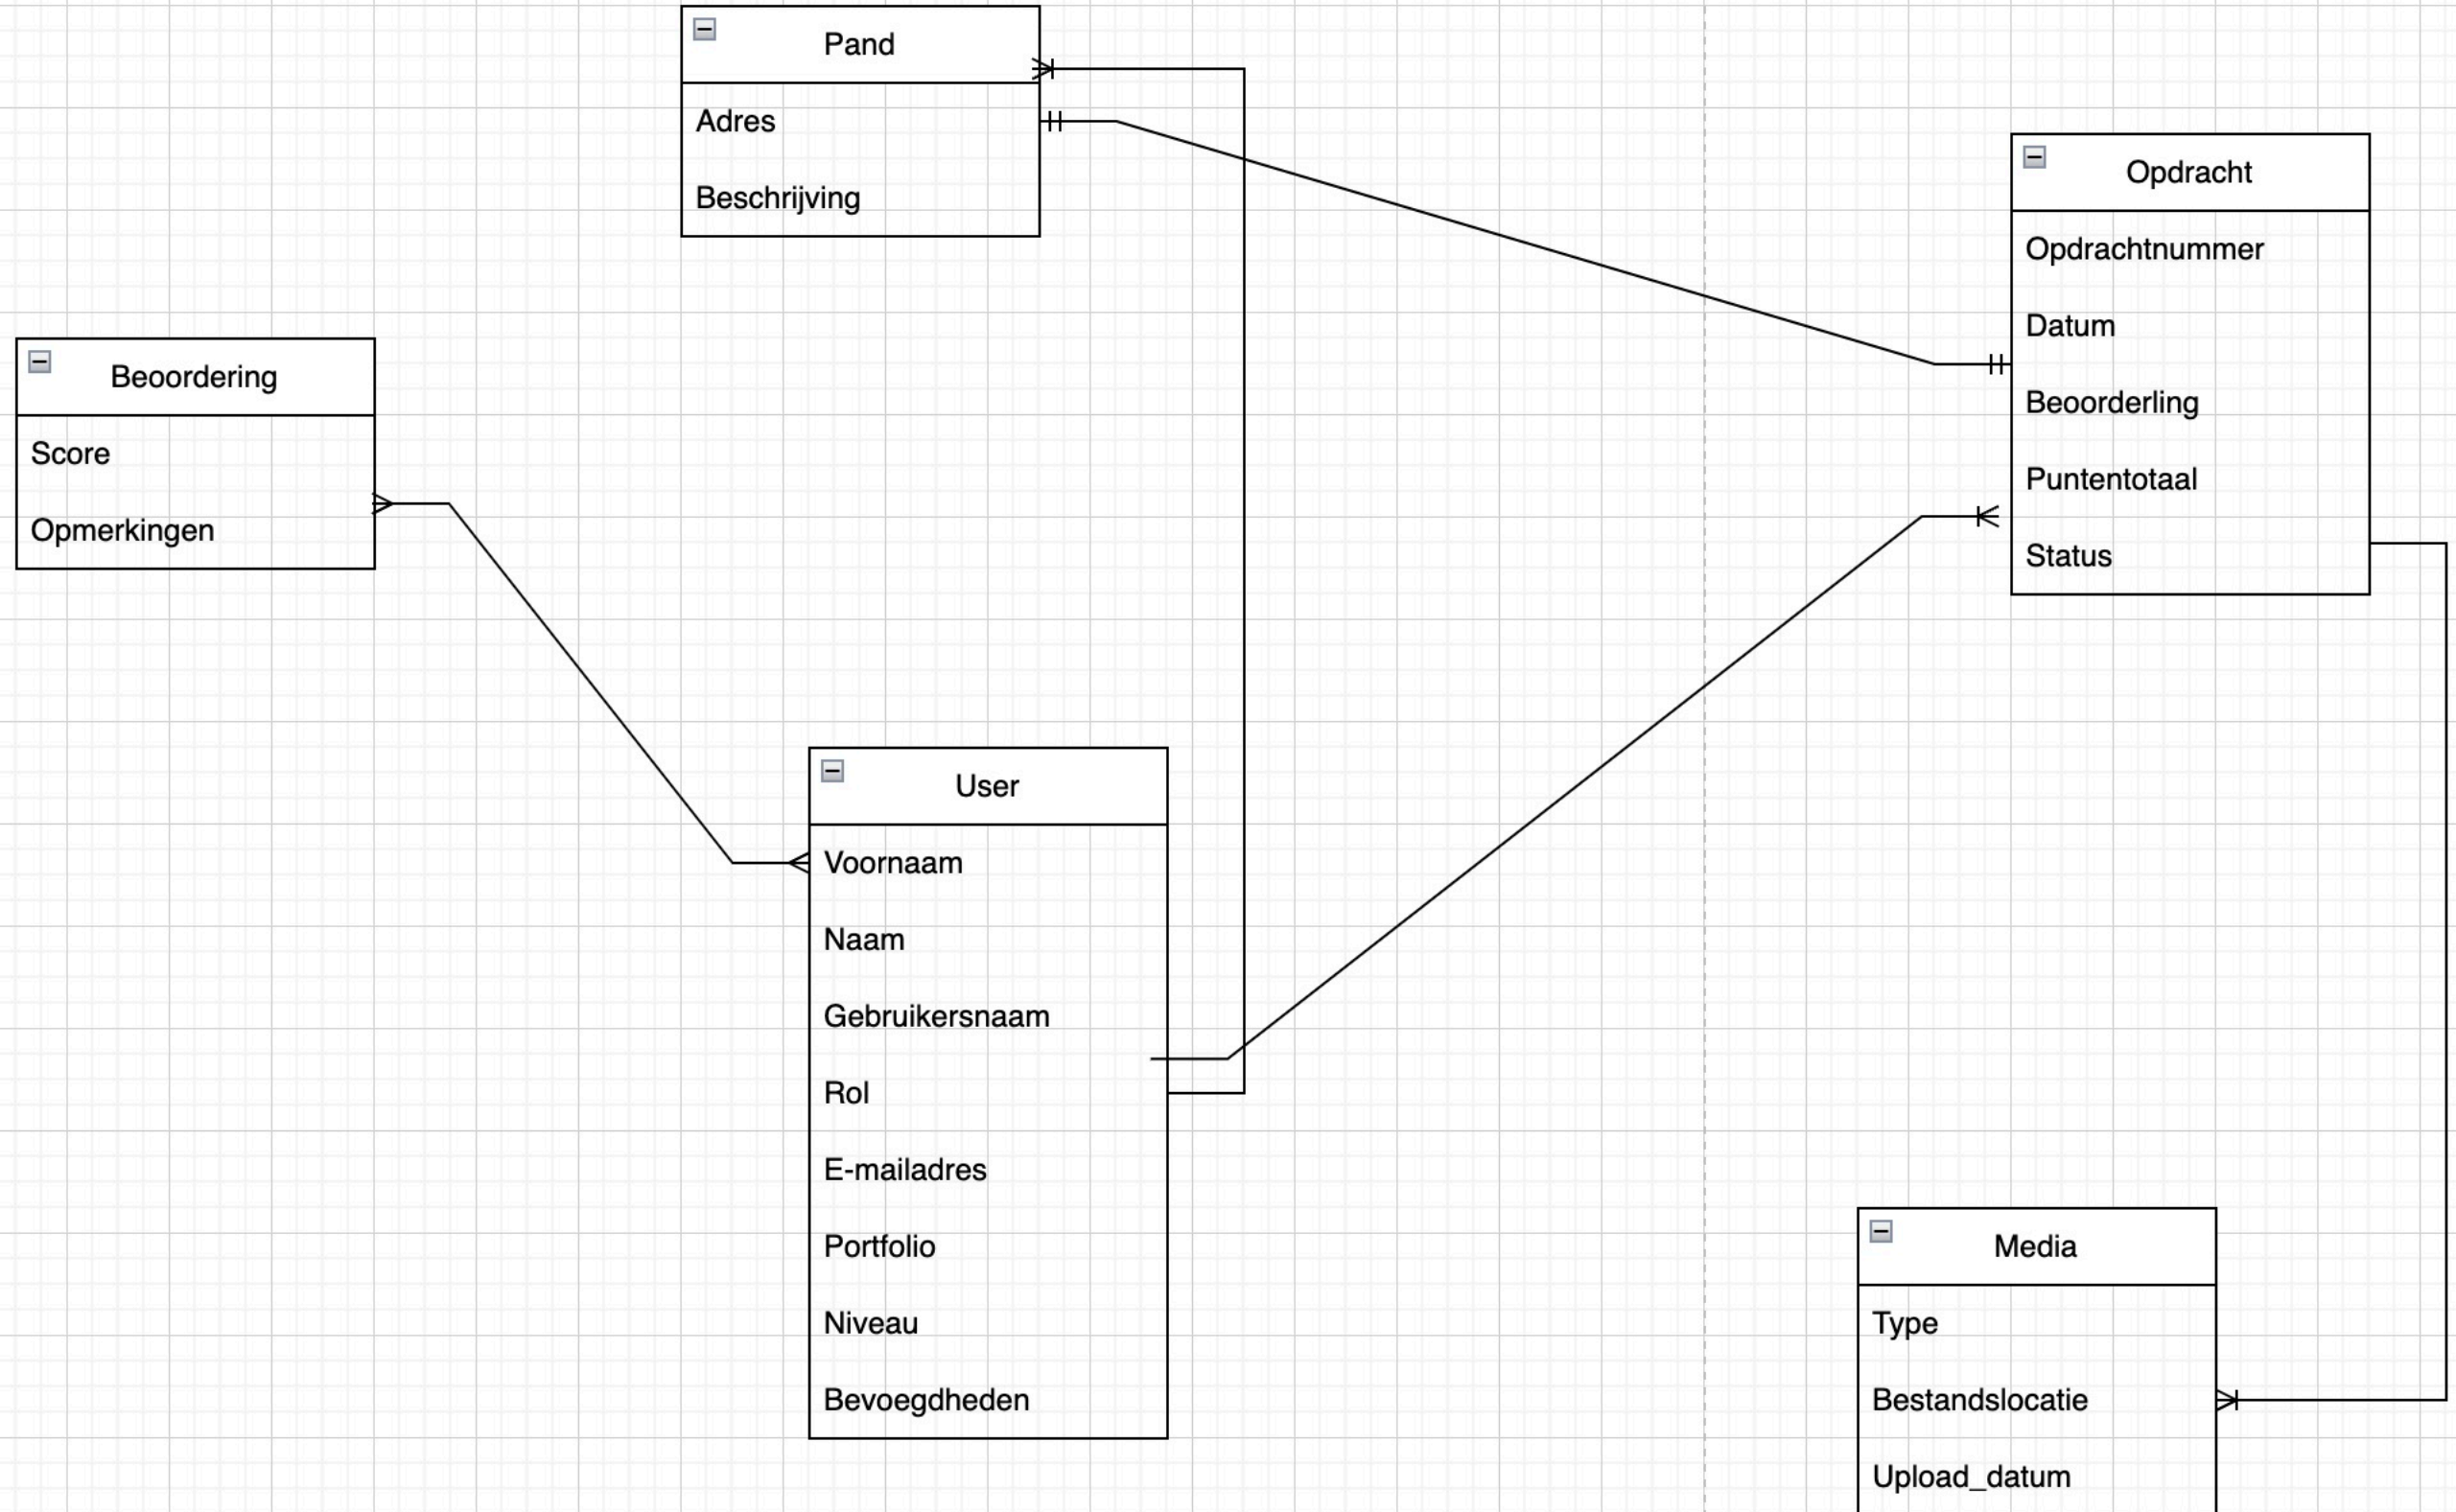 Pand
Adres
Beschrijving
Opdracht
Opdrachtnummer
Datum
Beoorderling
Puntentotaal
Status
Beoordering
Score
Opmerkingen
User
Voornaam
Naam
Gebruikersnaam
Rol
E-mailadres
Portfolio
Niveau
Bevoegdheden
Media
Type
Bestandslocatie
Upload_datum